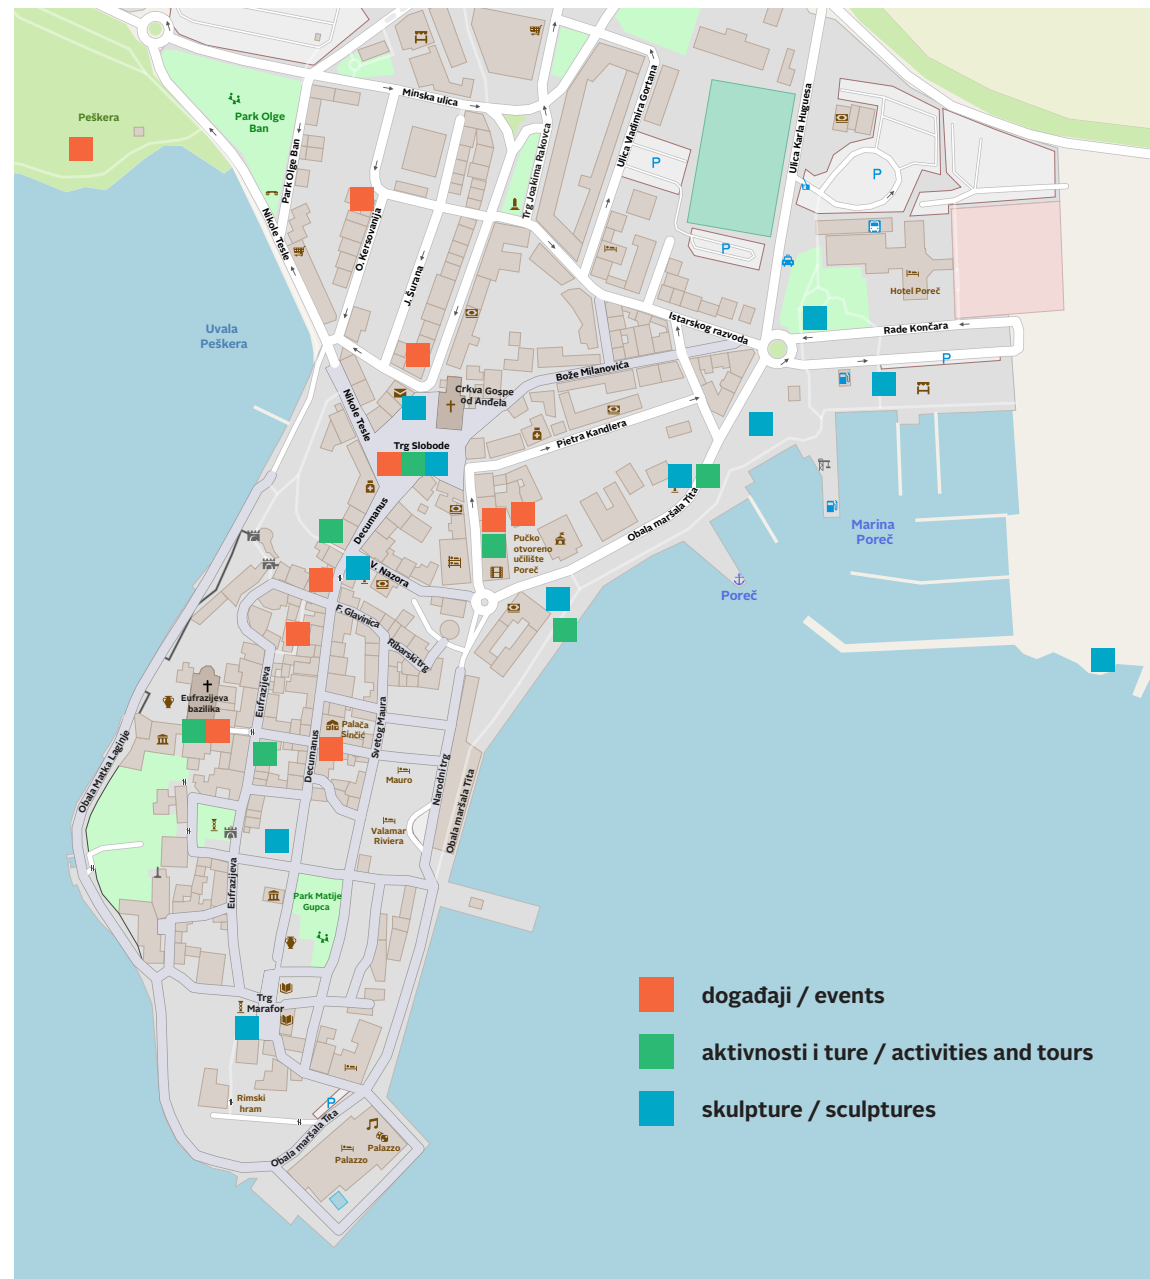 Peškera
Park Olge
Ban
Minska ulica
Park Olge Ban
Nikole Tesle
O. Kersovanija
J. Šurana
Trg Joakima Rakovca
Ulica Vladimira Gortana
Ulica Karla Huguesa
P
P
P
Hotel Poreč
Uvala
Peškera
Istarskog razvoda
Rade Končara
P
Bože Milanovića
Crkva Gospe
od Anđela
Nikole Tesle
Trg Slobode
Pietra Kandlera
Decumanus
Obala maršala Tita
Marina
Poreč
Pučko
otvoreno
učilište
Poreč
V. Nazora
Poreč
F. Glavinica
Ribarski trg
Eufrazijeva
bazilika
Eufrazijeva
Palača
Sinčić
Svetog Maura
Decumanus
Obala Matka Laginje
Mauro
Narodni trg
Obala maršala Tita
Valamar
Riviera
Eufrazijeva
Park Matije
Gupca
Trg
Marafor
događaji / events
aktivnosti i ture / activities and tours
skulpture / sculptures
Rimski
hram
P
Obala maršala Tita
Palazzo
Palazzo